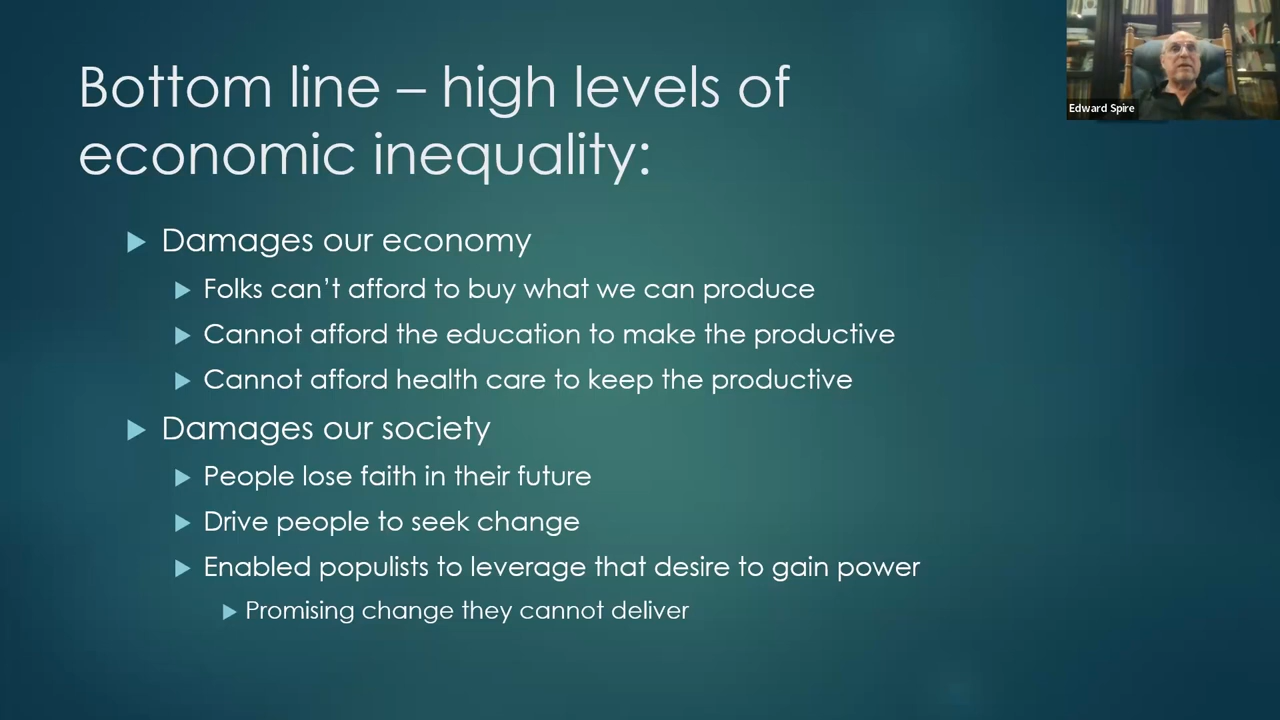 Bottom line – high levels of
economic inequality:
Edward Spire
Damages our economy
Folks can’t afford to buy what we can produce
Cannot afford the education to make the productive
Cannot afford health care to keep the productive
Damages our society
People lose faith in their future
Drive people to seek change
Enabled populists to leverage that desire to gain power
Promising change they cannot deliver